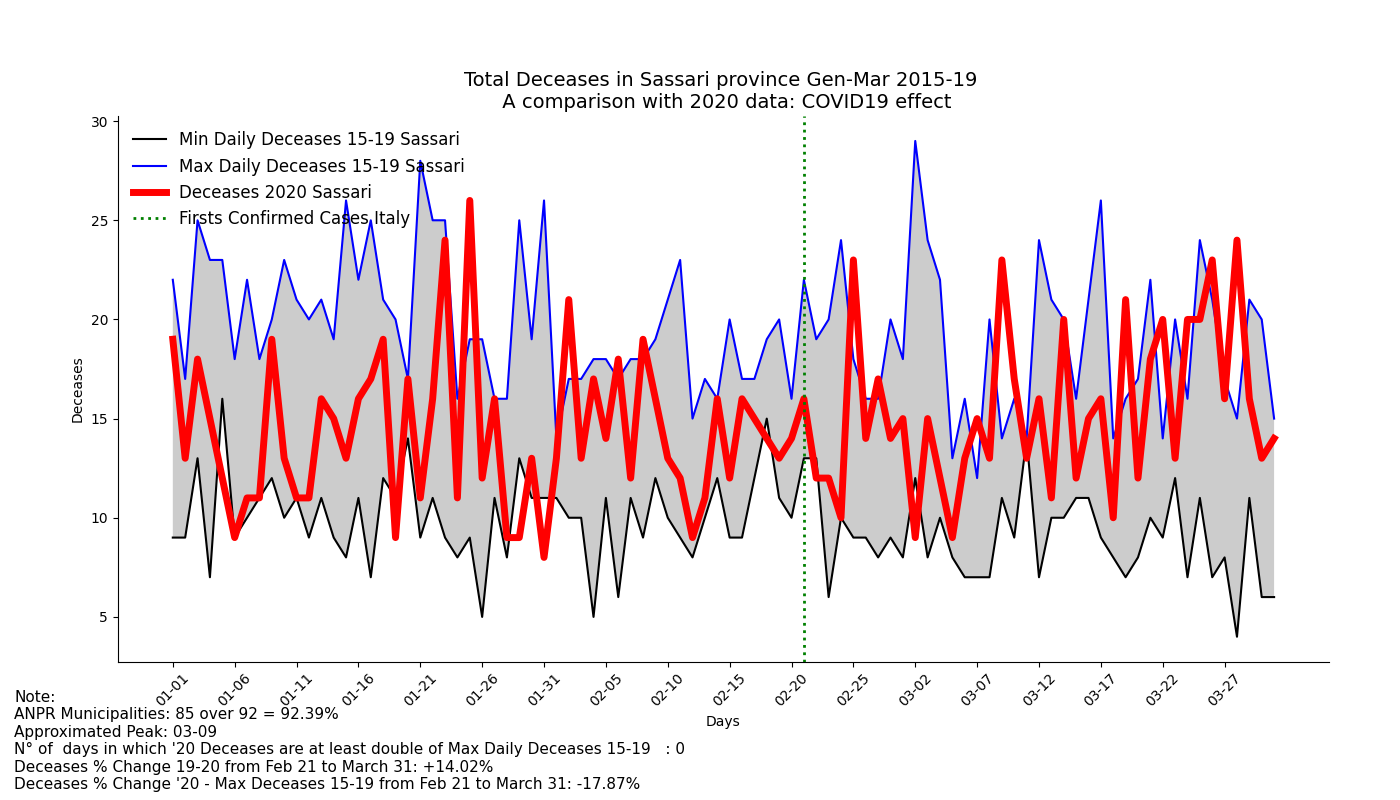 Total Deceases in Sassari province Gen-Mar 2015-19
A comparison with 2020 data: COVID19 effect
30
25
20
15
10
5
Deceases
Min Daily Deceases 15-19 Sassari
Max Daily Deceases 15-19 Sassari
Deceases 2020 Sassari
Firsts Confirmed Cases Italy
01-01
01-06
01-11
01-16
01-21
01-26
01-31
02-05
02-10
02-15
02-20
02-25
03-02
03-07
03-12
03-17
03-22
03-27
Days
Note:
ANPR Municipalities: 85 over 92 = 92.39%
Approximated Peak: 03-09
N° of  days in which '20 Deceases are at least double of Max Daily Deceases 15-19   : 0
Deceases % Change 19-20 from Feb 21 to March 31: +14.02%
Deceases % Change '20 - Max Deceases 15-19 from Feb 21 to March 31: -17.87%